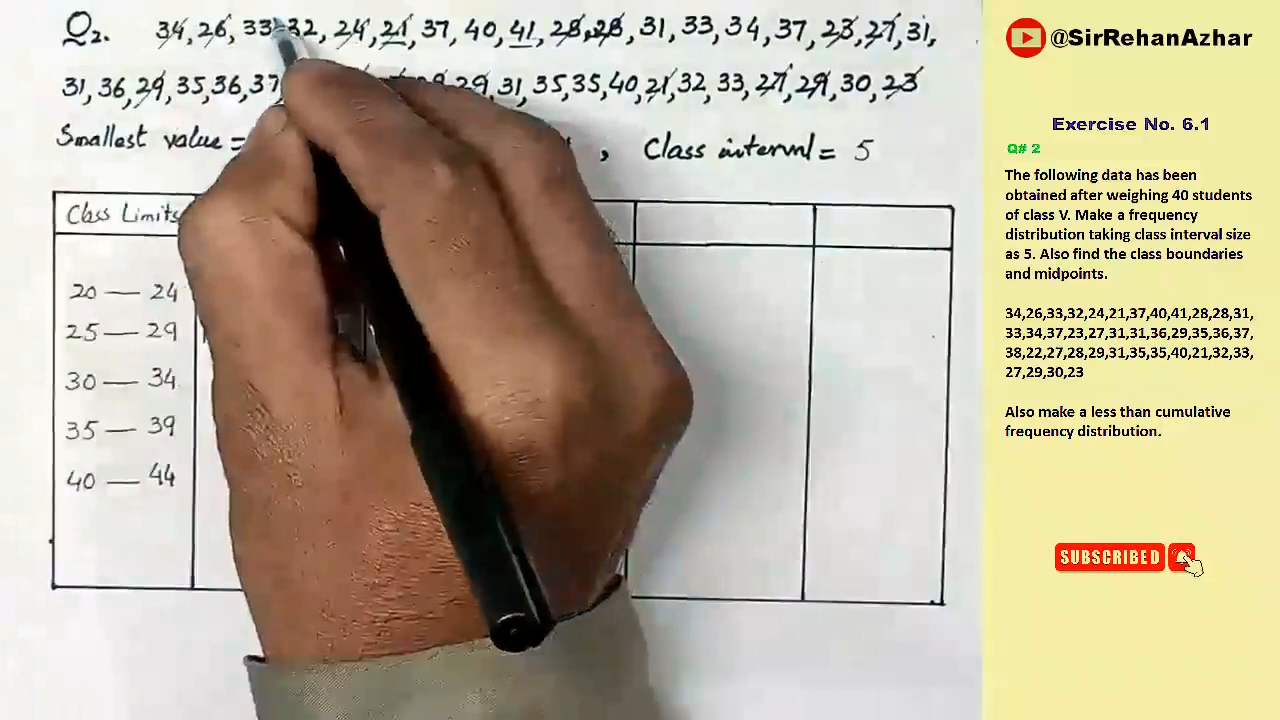 Q2. 34, 26, 33, 32, 24, 21, 37, 40, 41, 28, 28, 31, 33, 34, 37, 23, 27, 31,
31, 36, 29, 35, 36, 37 29, 31, 35, 35, 40, 21, 32, 33, 27, 29, 30, 23
Smallest value = , Class interval = 5
Class Limits
20 — 24
25 — 29
30 — 34
35 — 39
40 — 44
@SirRehanAzhar
Exercise No. 6.1
Q# 2
The following data has been
obtained after weighing 40 students
of class V. Make a frequency
distribution taking class interval size
as 5. Also find the class boundaries
and midpoints.
34,26,33,32,24,21,37,40,41,28,28,31,
33,34,37,23,27,31,31,36,29,35,36,37,
38,22,27,28,29,31,35,35,40,21,32,33,
27,29,30,23
Also make a less than cumulative
frequency distribution.
SUBSCRIBED